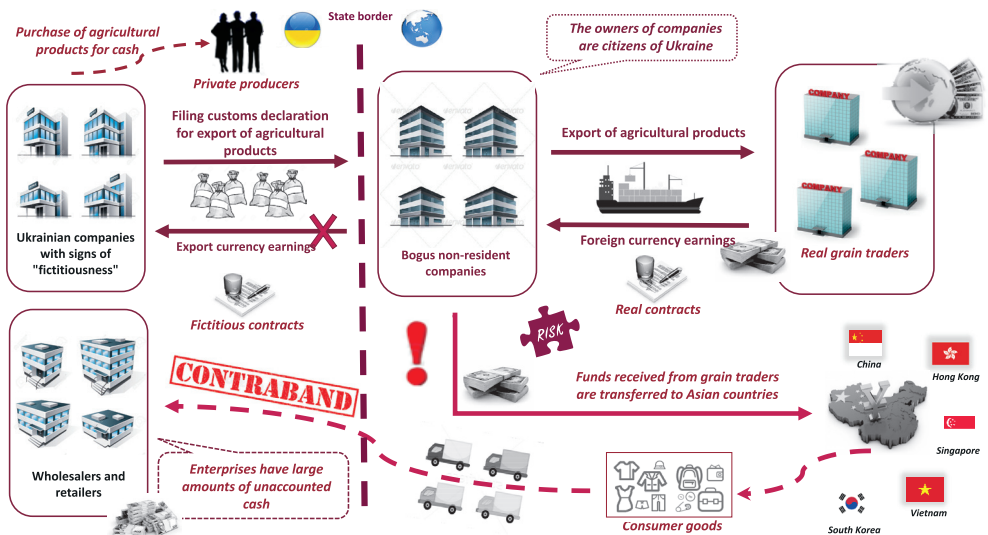 Purchase of agricultural
products for cash
State border
Private producers
The owners of companies
are citizens of Ukraine
Filing customs declaration
for export of agricultural
products
Export of agricultural products
COMPANY
COMPANY
COMPANY
Export currency earnings
Foreign currency earnings
Ukrainian companies
with signs of
"fictitiousness"
Bogus non-resident
companies
Real grain traders
Fictitious contracts
Real contracts
RISK
CONTRABAND
Funds received from grain traders
are transferred to Asian countries
China
Hong Kong
Singapore
Vietnam
South Korea
Wholesalers and
retailers
Enterprises have large
amounts of unaccounted
cash
Consumer goods